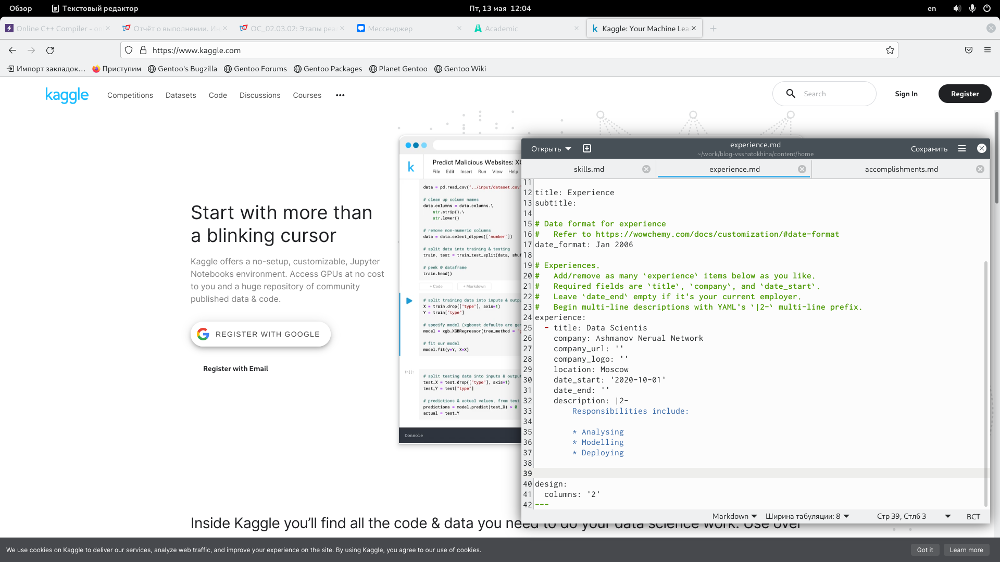 Обзор Текстовый редактор Пт, 13 мая 12:04 en
Online C++ Compiler - on Отчёт о выполнении. Ин ОС_02.03.02: Этапы реа Мессенджер Academic Kaggle: Your Machine Lea
https://www.kaggle.com
Импорт закладок… Приступим Gentoo's Bugzilla Gentoo Forums Gentoo Packages Planet Gentoo Gentoo Wiki
kaggle Competitions Datasets Code Discussions Courses ••• Search Sign In Register
Start with more than
a blinking cursor
Kaggle offers a no-setup, customizable, Jupyter
Notebooks environment. Access GPUs at no cost
to you and a huge repository of community
published data & code.
REGISTER WITH GOOGLE
Register with Email
k Predict Malicious Websites: XG
File Edit Insert Run View Help
data = pd.read_csv("../input/dataset.csv"
# clean up column names
data.columns = data.columns.\
str.strip().\
str.lower()
# remove non-numeric columns
data = data.select_dtypes(['number'])
# split data into training & testing
train, test = train_test_split(data, shuf
# peek @ dataframe
train.head()
+ Code + Markdown
# split training data into inputs & outpu
X = train.drop(["type"], axis=1)
Y = train["type"]
# specify model (xgboost defaults are gen
model = xgb.XGBRegressor(tree_method = 'g
# fit our model
model.fit(y=Y, X=X)
In[]:
# split testing data into inputs & output
test_X = test.drop(["type"], axis=1)
test_Y = test["type"]
# predictions & actual values, from test
predictions = model.predict(test_X) > 0
actual = test_Y
Console
Открыть experience.md Сохранить
~/work/blog-vsshatokhina/content/home
skills.md experience.md accomplishments.md
11
12 title: Experience
13 subtitle:
14
15 # Date format for experience
16 #   Refer to https://wowchemy.com/docs/customization/#date-format
17 date_format: Jan 2006
18
19 # Experiences.
20 #   Add/remove as many `experience` items below as you like.
21 #   Required fields are `title`, `company`, and `date_start`.
22 #   Leave `date_end` empty if it's your current employer.
23 #   Begin multi-line descriptions with YAML's `|2-` multi-line prefix.
24 experience:
25   - title: Data Scientis
26     company: Ashmanov Nerual Network
27     company_url: ''
28     company_logo: ''
29     location: Moscow
30     date_start: '2020-10-01'
31     date_end: ''
32     description: |2-
33         Responsibilities include:
34
35         * Analysing
36         * Modelling
37         * Deploying
38
39
40 design:
41   columns: '2'
42 ---
Markdown Ширина табуляции: 8 Стр 39, Стлб 3 ВСТ
Inside Kaggle you’ll find all the code & data you need to do your data science work. Use over
We use cookies on Kaggle to deliver our services, analyze web traffic, and improve your experience on the site. By using Kaggle, you agree to our use of cookies. Got it Learn more